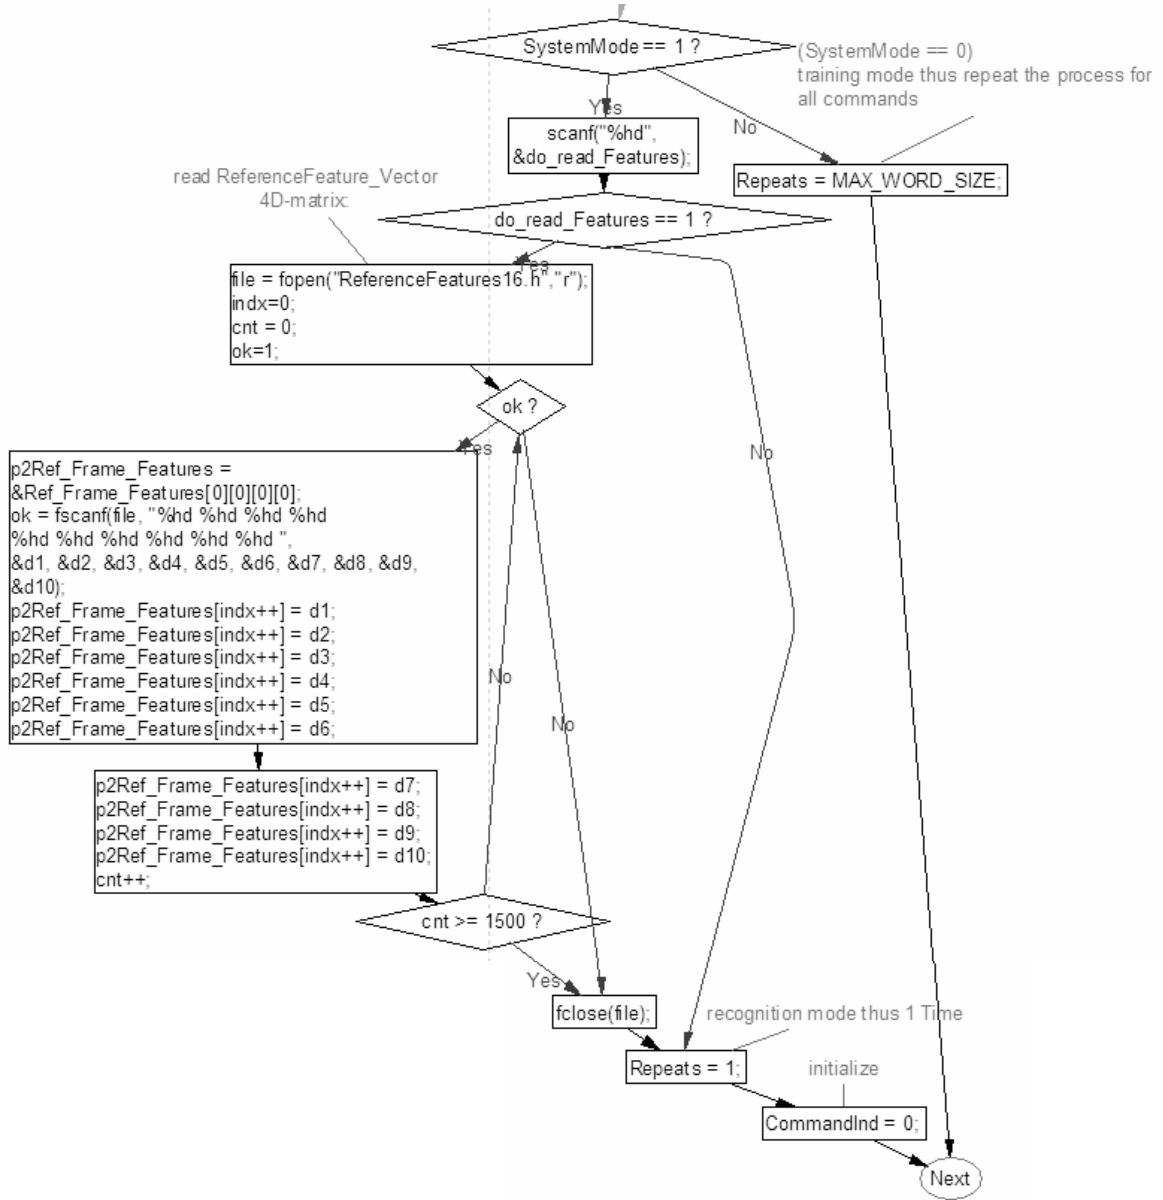 SystemMode == 1 ?
(SystemMode == 0)
training mode thus repeat the process for
all commands
Yes
No
scanf("%hd",
&do_read_Features);
Repeats = MAX_WORD_SIZE;
read ReferenceFeature_Vector
4D-matrix:
do_read_Features == 1 ?
Yes
file = fopen("ReferenceFeatures16.h","r");
indx=0;
cnt = 0;
ok=1;
ok ?
Yes
No
p2Ref_Frame_Features =
&Ref_Frame_Features[0][0][0][0];
ok = fscanf(file, "%hd %hd %hd %hd
%hd %hd %hd %hd %hd %hd ",
&d1, &d2, &d3, &d4, &d5, &d6, &d7, &d8, &d9,
&d10);
p2Ref_Frame_Features[indx++] = d1;
p2Ref_Frame_Features[indx++] = d2;
p2Ref_Frame_Features[indx++] = d3;
p2Ref_Frame_Features[indx++] = d4;
p2Ref_Frame_Features[indx++] = d5;
p2Ref_Frame_Features[indx++] = d6;
No
No
p2Ref_Frame_Features[indx++] = d7;
p2Ref_Frame_Features[indx++] = d8;
p2Ref_Frame_Features[indx++] = d9;
p2Ref_Frame_Features[indx++] = d10;
cnt++;
cnt >= 1500 ?
Yes
fclose(file);
recognition mode thus 1 Time
Repeats = 1;
initialize
CommandInd = 0;
Next